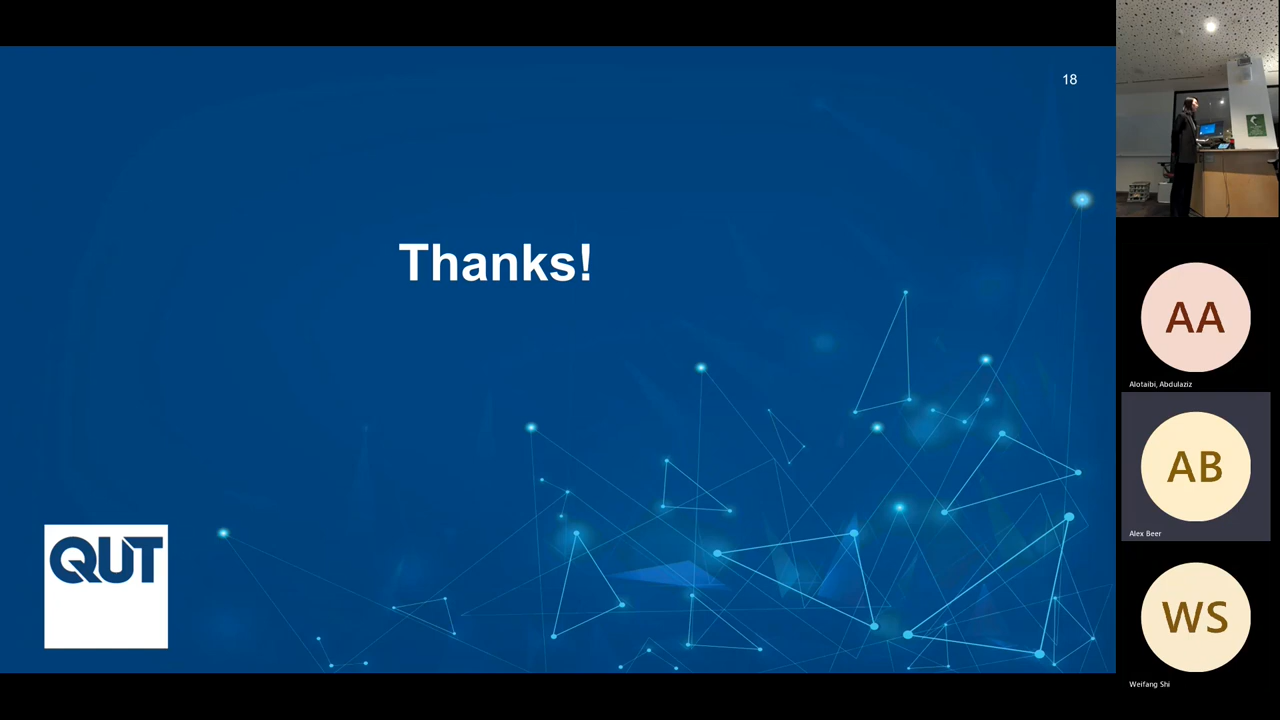 18
Thanks!
QUT
AA
Alotaibi, Abdulaziz
AB
Alex Beer
WS
Weifang Shi